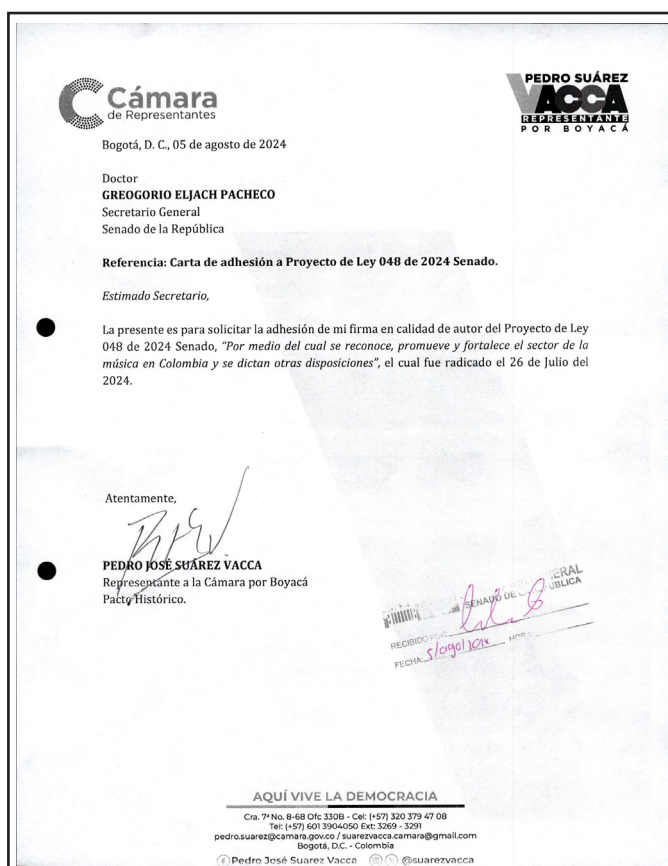 Cámara
de Representantes
PEDRO SUÁREZ
VACCA
REPRESENTANTE
POR BOYACÁ
Bogotá, D. C., 05 de agosto de 2024
Doctor
GREOGORIO ELJACH PACHECO
Secretario General
Senado de la República
Referencia: Carta de adhesión a Proyecto de Ley 048 de 2024 Senado.
Estimado Secretario,
La presente es para solicitar la adhesión de mi firma en calidad de autor del Proyecto de Ley
048 de 2024 Senado, “Por medio del cual se reconoce, promueve y fortalece el sector de la
música en Colombia y se dictan otras disposiciones”, el cual fue radicado el 26 de Julio del
2024.
Atentamente,
PEDRO JOSÉ SUÁREZ VACCA
Representante a la Cámara por Boyacá
Pacto Histórico.
SENADO DE
RECIBIDO
FECHA:
AQUÍ VIVE LA DEMOCRACIA
Cra. 7ª No. 8-68 Ofc 330B - Cel: (+57) 320 379 47 08
Tel: (+57) 601 3904050 Ext: 3269 - 3291
pedro.suarez@camara.gov.co / suarezvacca.camara@gmail.com
Bogotá, D.C. - Colombia
Pedro José Suarez Vacca @suarezvacca